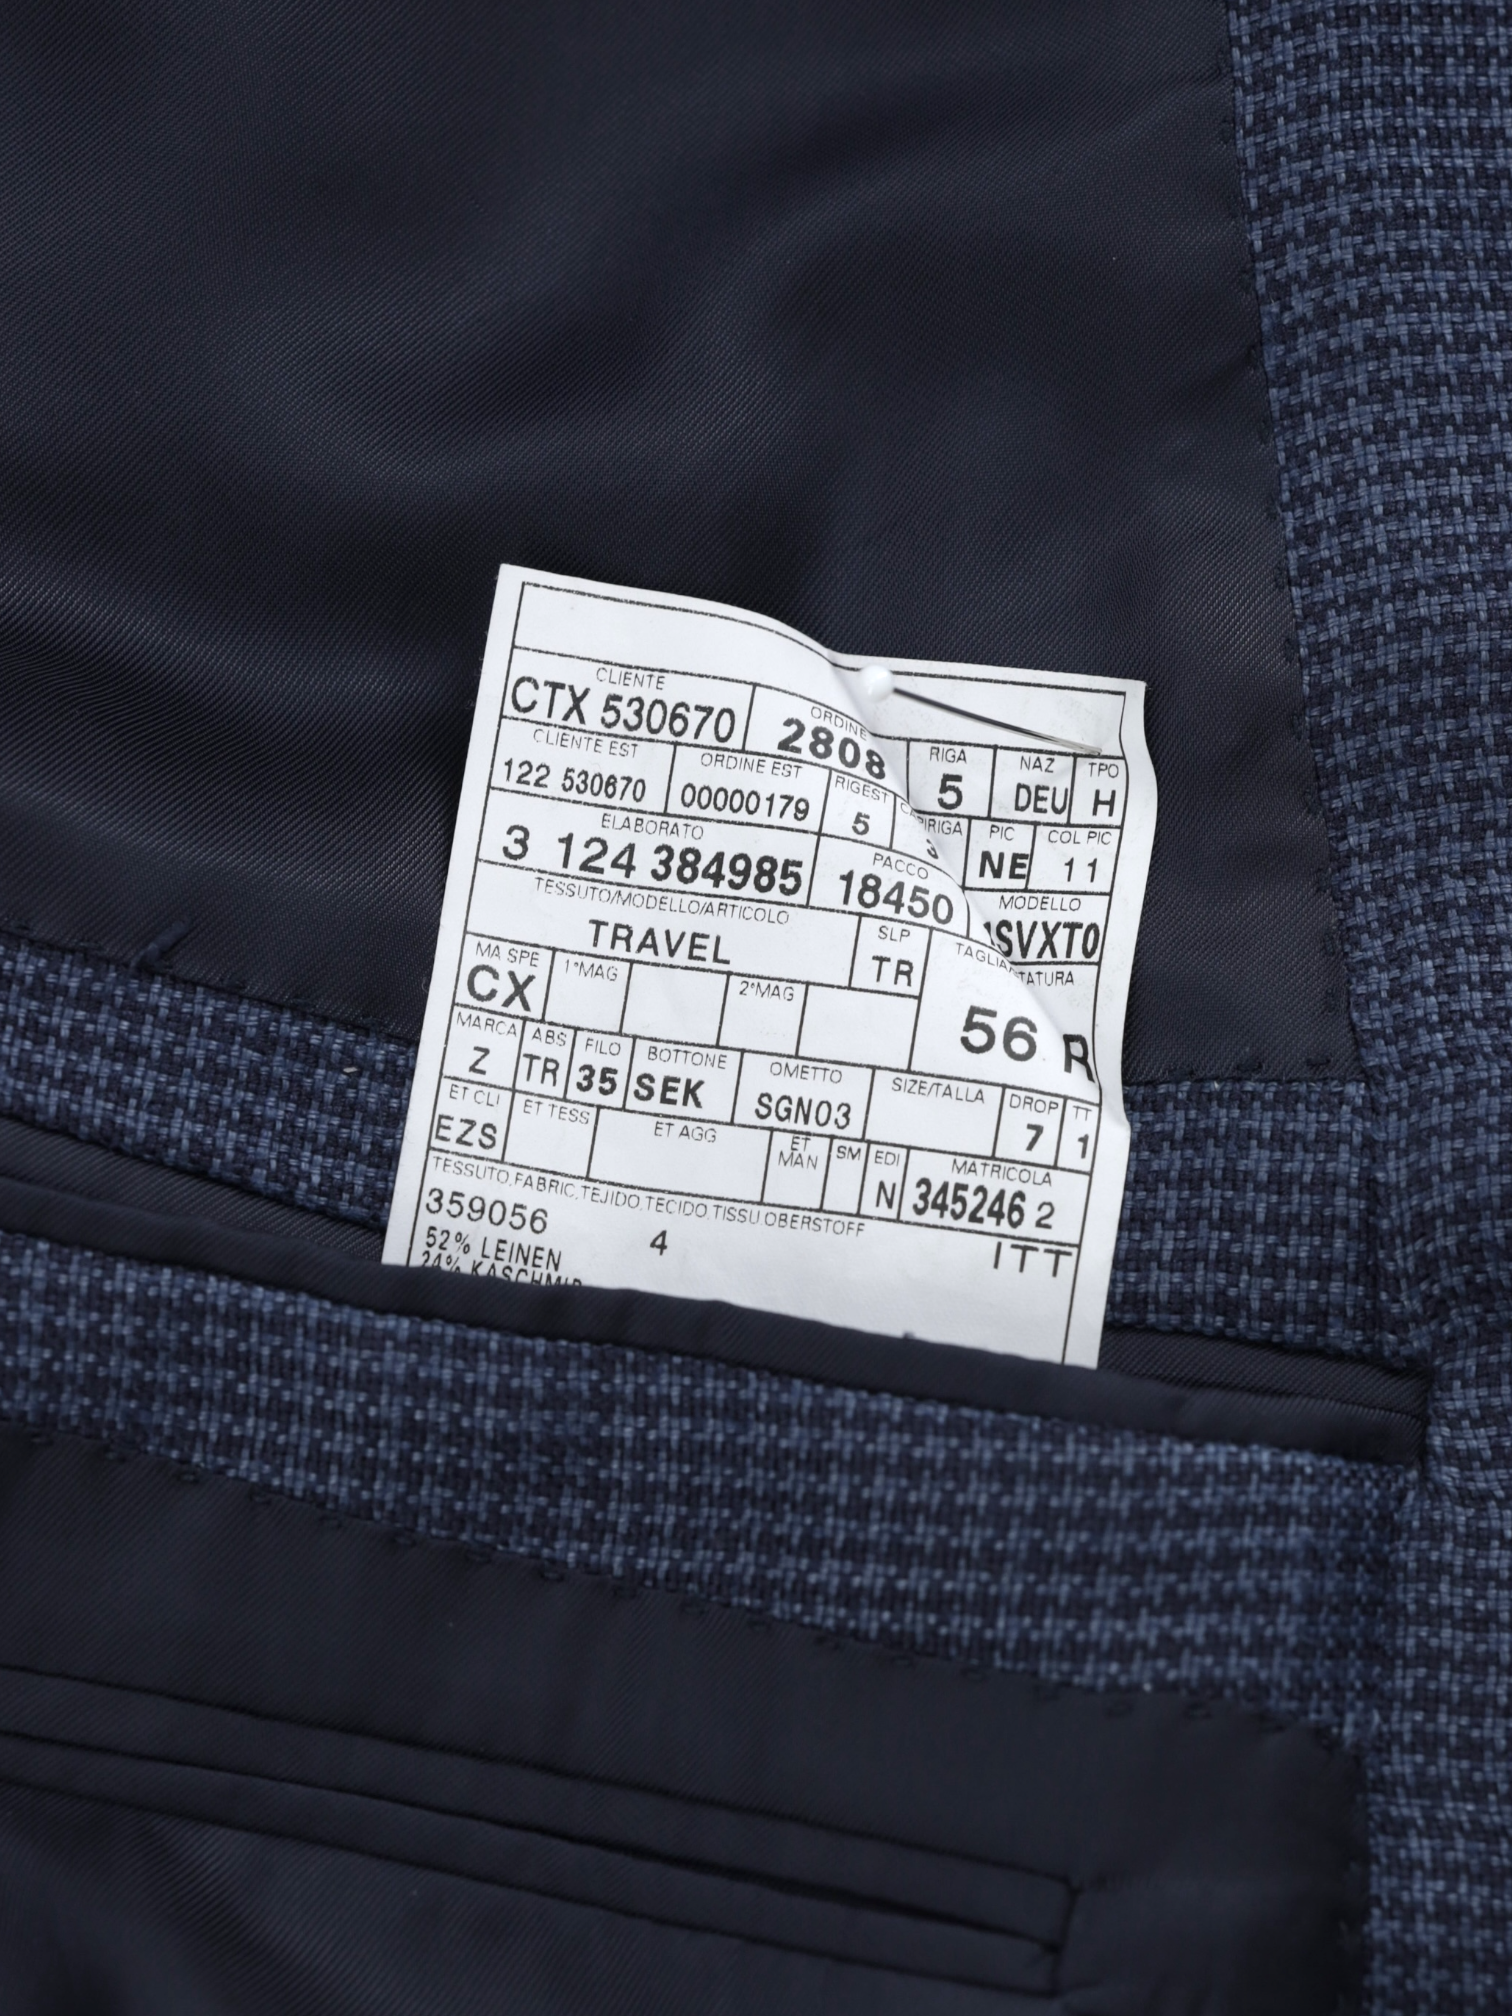 CLIENTE ORDINE
CTX 530670 2808
RIGA NAZ TPO
5 DEU H
CLIENTE EST ORDINE EST RIGEST PIC COL PIC
122 530670 00000179 5 NE 11
ELABORATO PACCO MODELLO
3 124 384985 18450 SVXT0
TESSUTO/MODELLO/ARTICOLO SLP
TRAVEL TR
56 R
MA SPE 1°MAG 2°MAG
CX
MARCA ABS FILO BOTTONE OMETTO SIZE/TALLA DROP TT
Z TR 35 SEK SGN03 7 1
ET CLI ET TESS ET AGG ET MAN SM EDI MATRICOLA
EZS N 345246 2
TESSUTO,FABRIC,TEJIDO,TECIDO,TISSU OBERSTOFF
359056 4 ITT
52% LEINEN
24% KASCHMIR